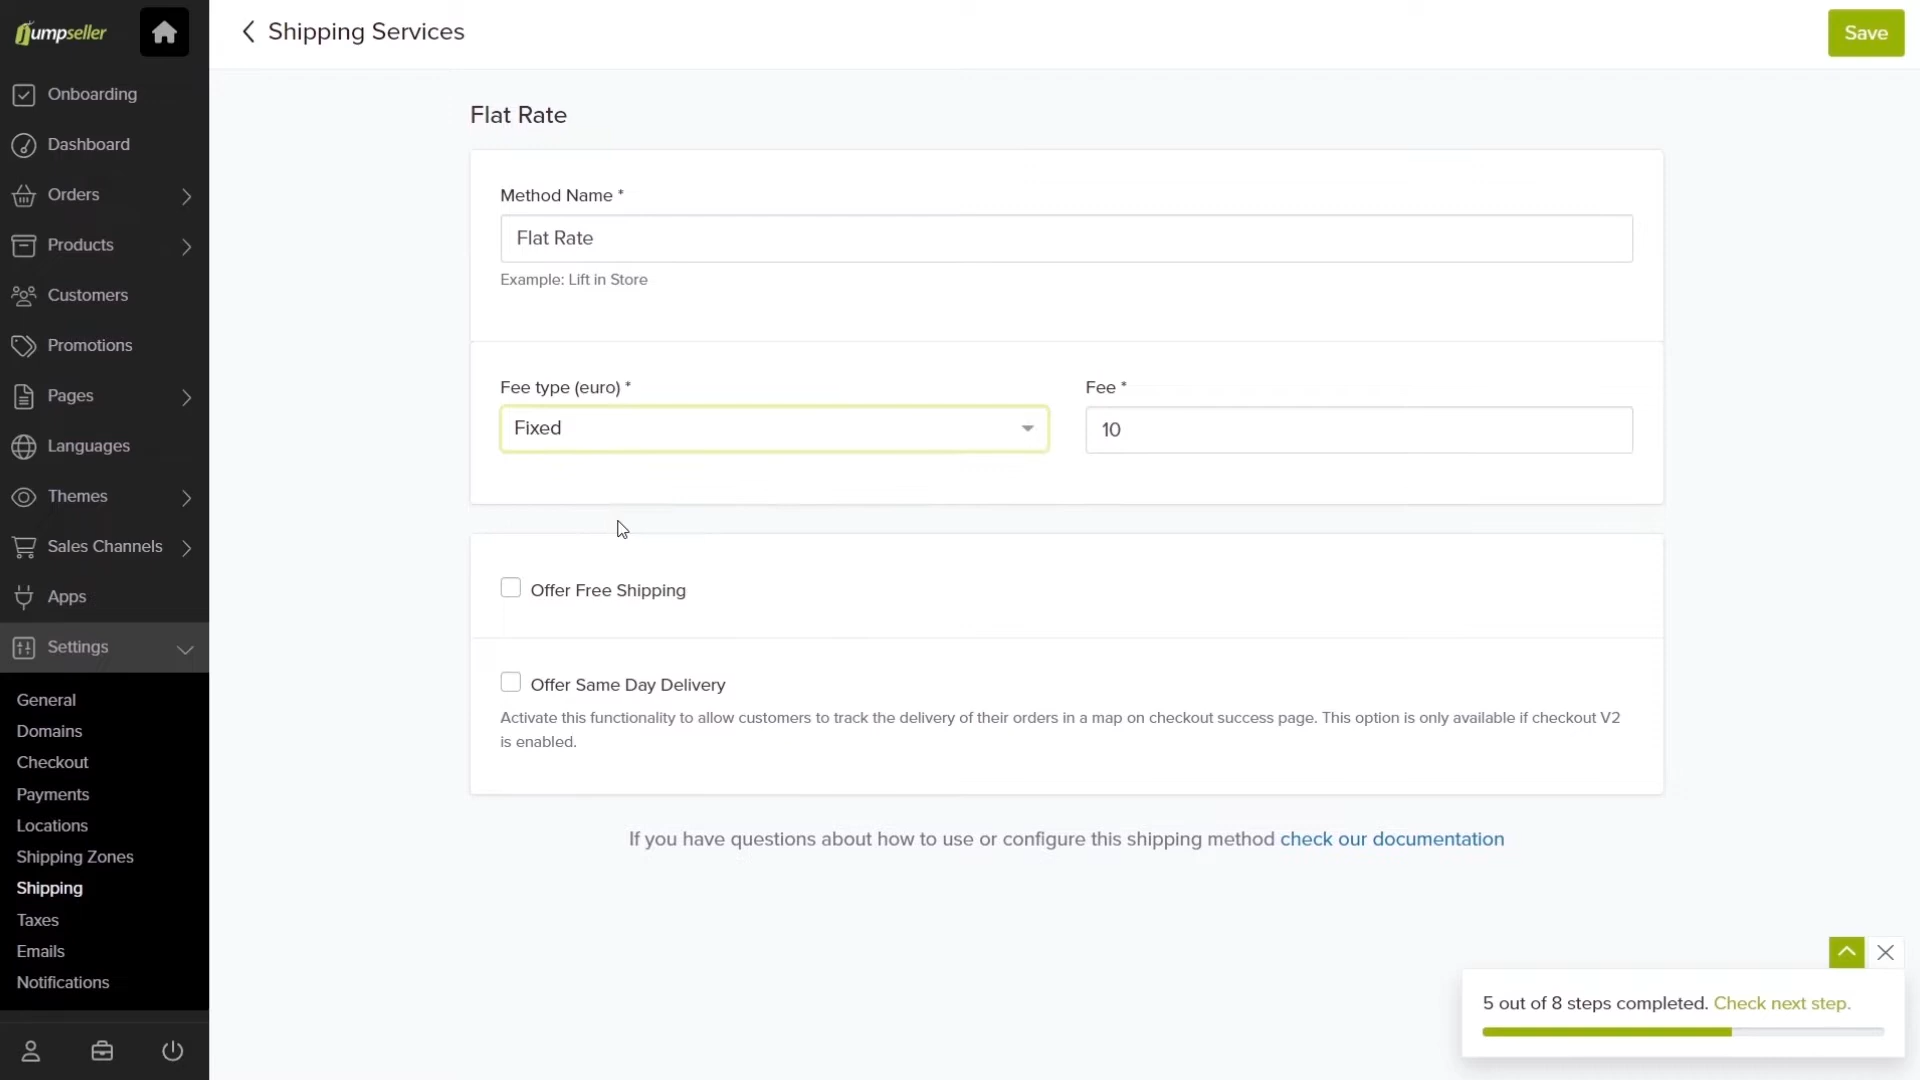 Jumpseller
Shipping Services
Save
Onboarding
Dashboard
Orders
Products
Customers
Promotions
Pages
Languages
Themes
Sales Channels
Apps
Settings
General
Domains
Checkout
Payments
Locations
Shipping Zones
Shipping
Taxes
Emails
Notifications
Flat Rate
Method Name *
Flat Rate
Example: Lift in Store
Fee type (euro) *
Fee *
Fixed
10
Offer Free Shipping
Offer Same Day Delivery
Activate this functionality to allow customers to track the delivery of their orders in a map on checkout success page. This option is only available if checkout V2
is enabled.
If you have questions about how to use or configure this shipping method check our documentation
5 out of 8 steps completed. Check next step.